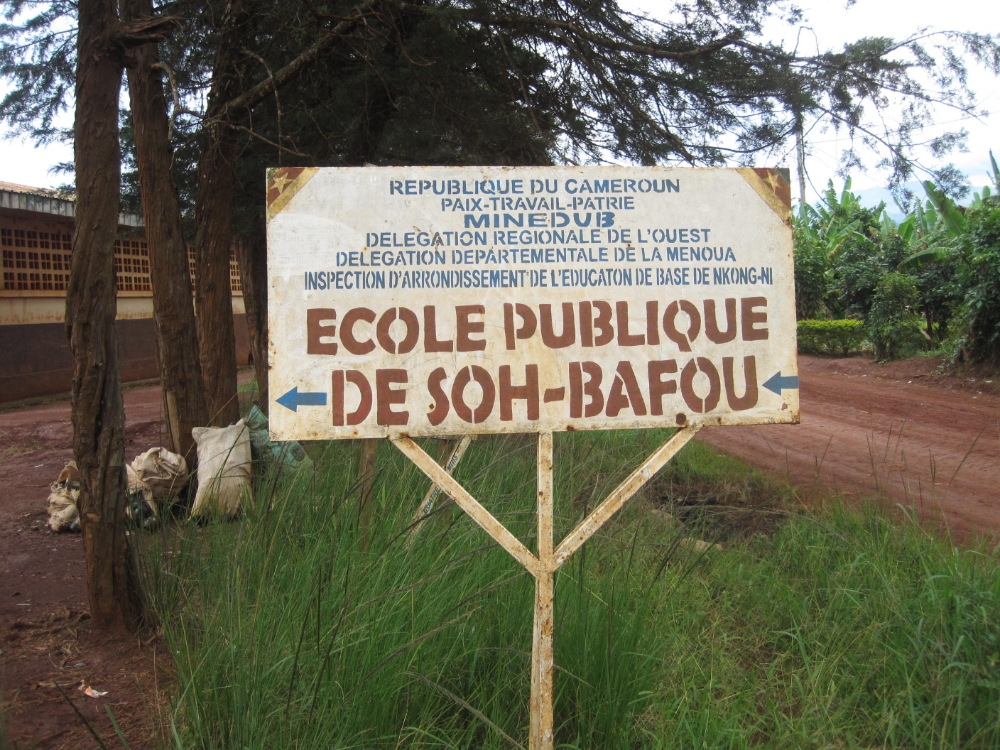 REPUBLIQUE DU CAMEROUN
PAIX-TRAVAIL-PATRIE
MINEDUB
DELEGATION REGIONALE DE L'OUEST
DELEGATION DEPARTEMENTALE DE LA MENOUA
INSPECTION D'ARRONDISSEMENT DE L'EDUCATON DE BASE DE NKONG-NI
ECOLE PUBLIQUE
DE SOH-BAFOU